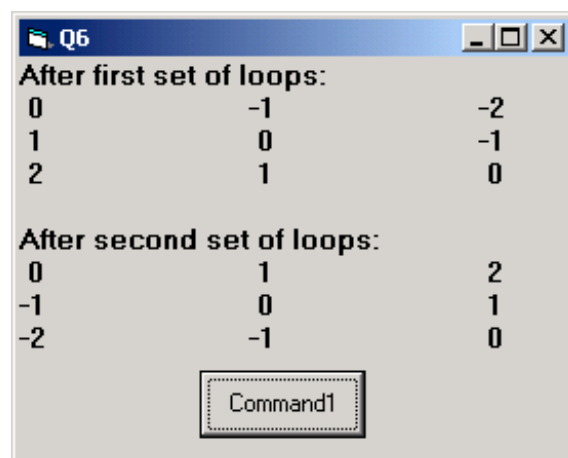 Q6
After first set of loops:
0 -1 -2
1 0 -1
2 1 0
After second set of loops:
0 1 2
-1 0 1
-2 -1 0
Command1